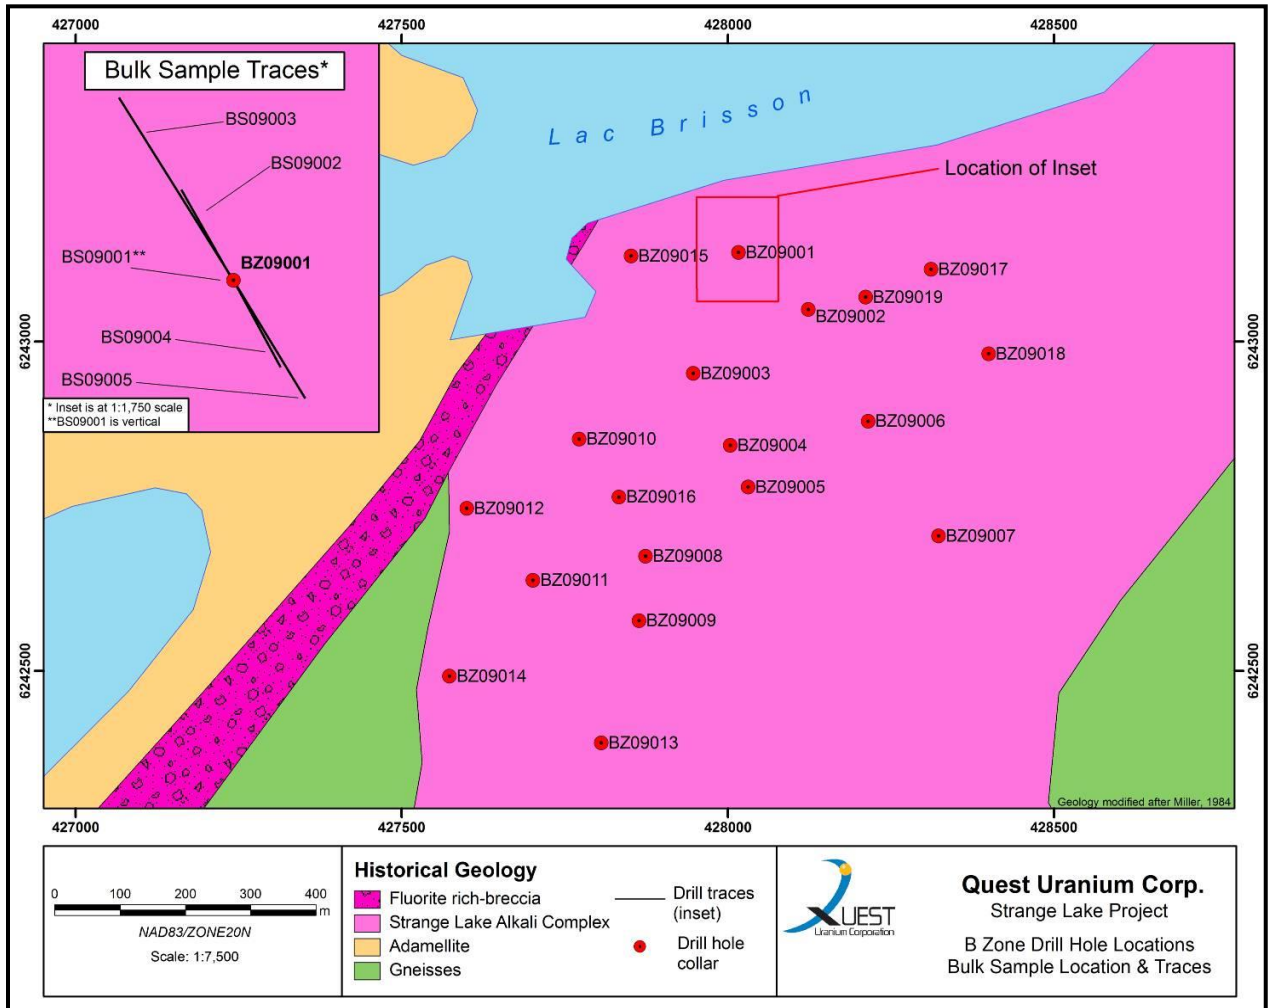 427000 427500 428000 428500
Bulk Sample Traces*
BS09003
BS09002
BS09001**
BZ09001
BS09004
BS09005
* Inset is at 1:1,750 scale
**BS09001 is vertical
Lac Brisson
Location of Inset
BZ09015
BZ09001
BZ09017
BZ09019
BZ09002
6243000
6243000
BZ09018
BZ09003
BZ09006
BZ09010
BZ09004
BZ09005
BZ09016
BZ09012
BZ09007
BZ09008
BZ09011
BZ09009
6242500
6242500
BZ09014
BZ09013
Geology modified after Miller, 1984
427000 427500 428000 428500
0 100 200 300 400
m
NAD83/ZONE20N
Scale: 1:7,500
Historical Geology
Fluorite rich-breccia
Strange Lake Alkali Complex
Adamellite
Gneisses
Drill traces
(inset)
Drill hole
collar
QUEST
Uranium Corporation
Quest Uranium Corp.
Strange Lake Project
B Zone Drill Hole Locations
Bulk Sample Location & Traces